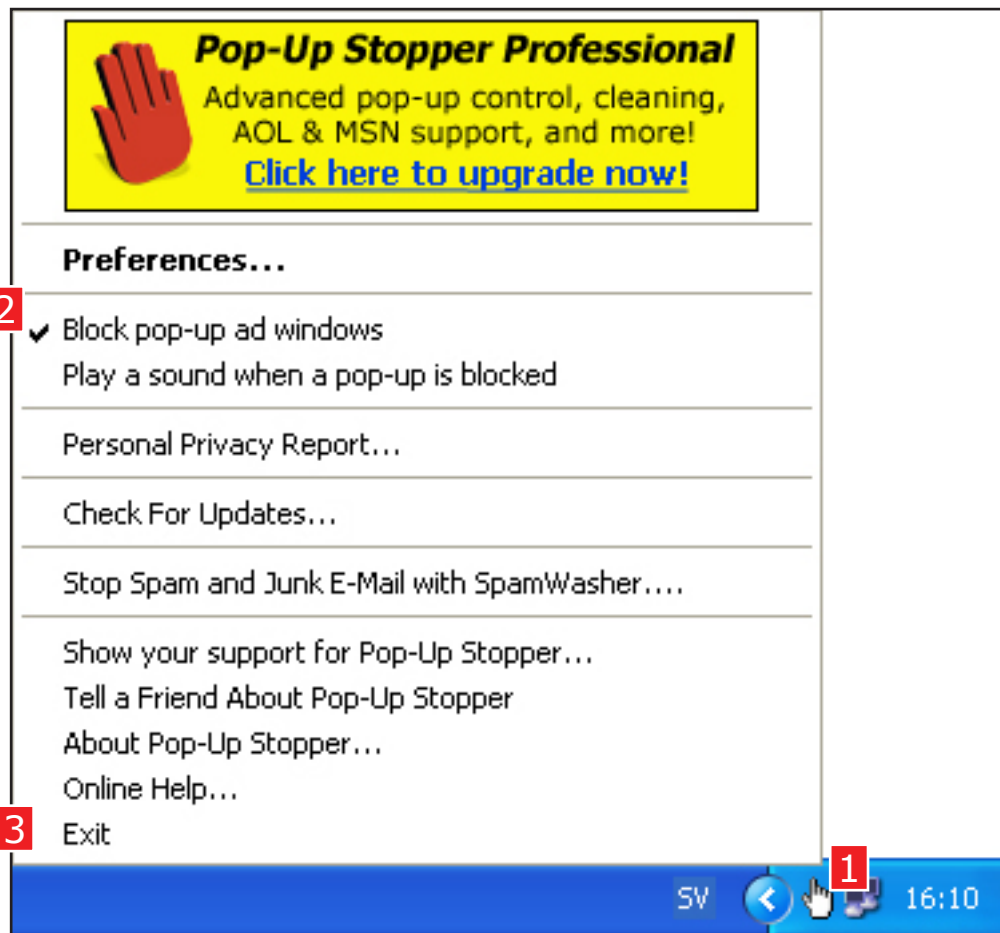 Pop-Up Stopper Professional
Advanced pop-up control, cleaning,
AOL & MSN support, and more!
Click here to upgrade now!
Preferences...
2
Block pop-up ad windows
Play a sound when a pop-up is blocked
Personal Privacy Report...
Check For Updates...
Stop Spam and Junk E-Mail with SpamWasher....
Show your support for Pop-Up Stopper...
Tell a Friend About Pop-Up Stopper
About Pop-Up Stopper...
Online Help...
3 Exit
1
SV 16:10